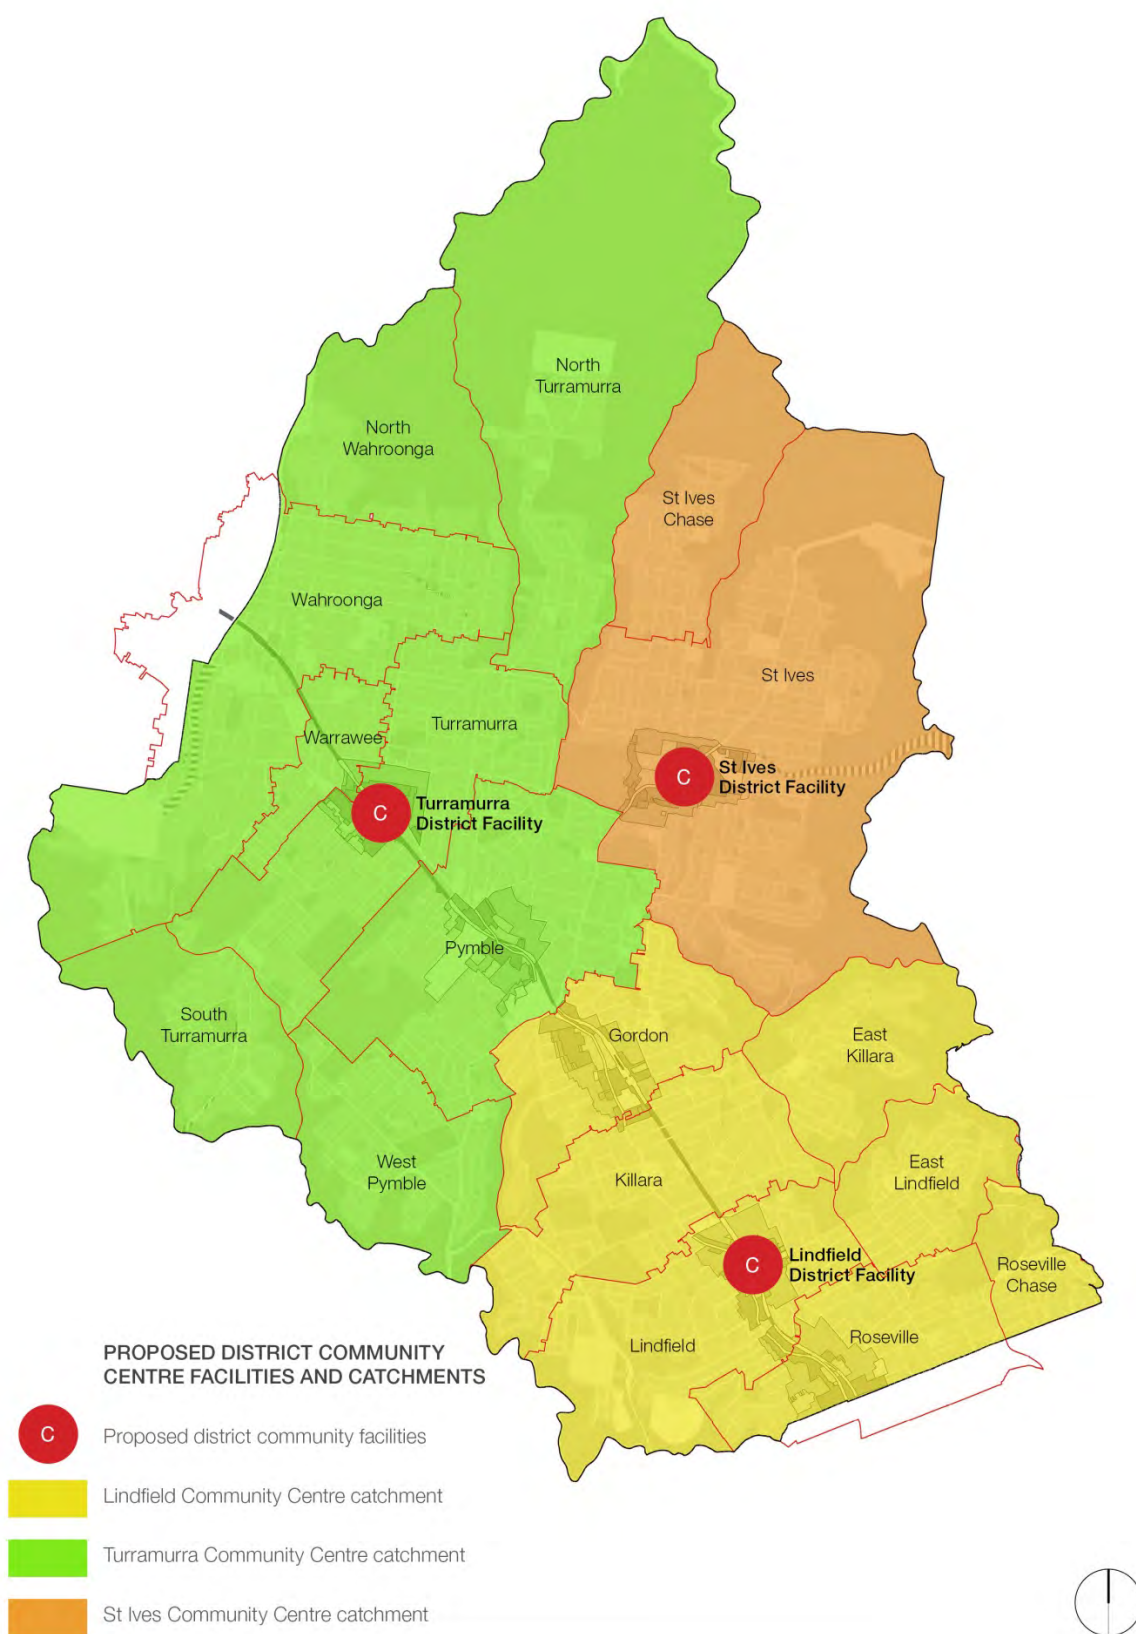 North
Turramurra
North
Wahroonga
St Ives
Chase
Wahroonga
St Ives
Turramurra
Warrawee
C
St Ives
District Facility
C
Turramurra
District Facility
Pymble
South
Turramurra
Gordon
East
Killara
West
Pymble
Killara
East
Lindfield
C
Lindfield
District Facility
Roseville
Chase
Lindfield
Roseville
PROPOSED DISTRICT COMMUNITY
CENTRE FACILITIES AND CATCHMENTS
C
Proposed district community facilities
Lindfield Community Centre catchment
Turramurra Community Centre catchment
St Ives Community Centre catchment